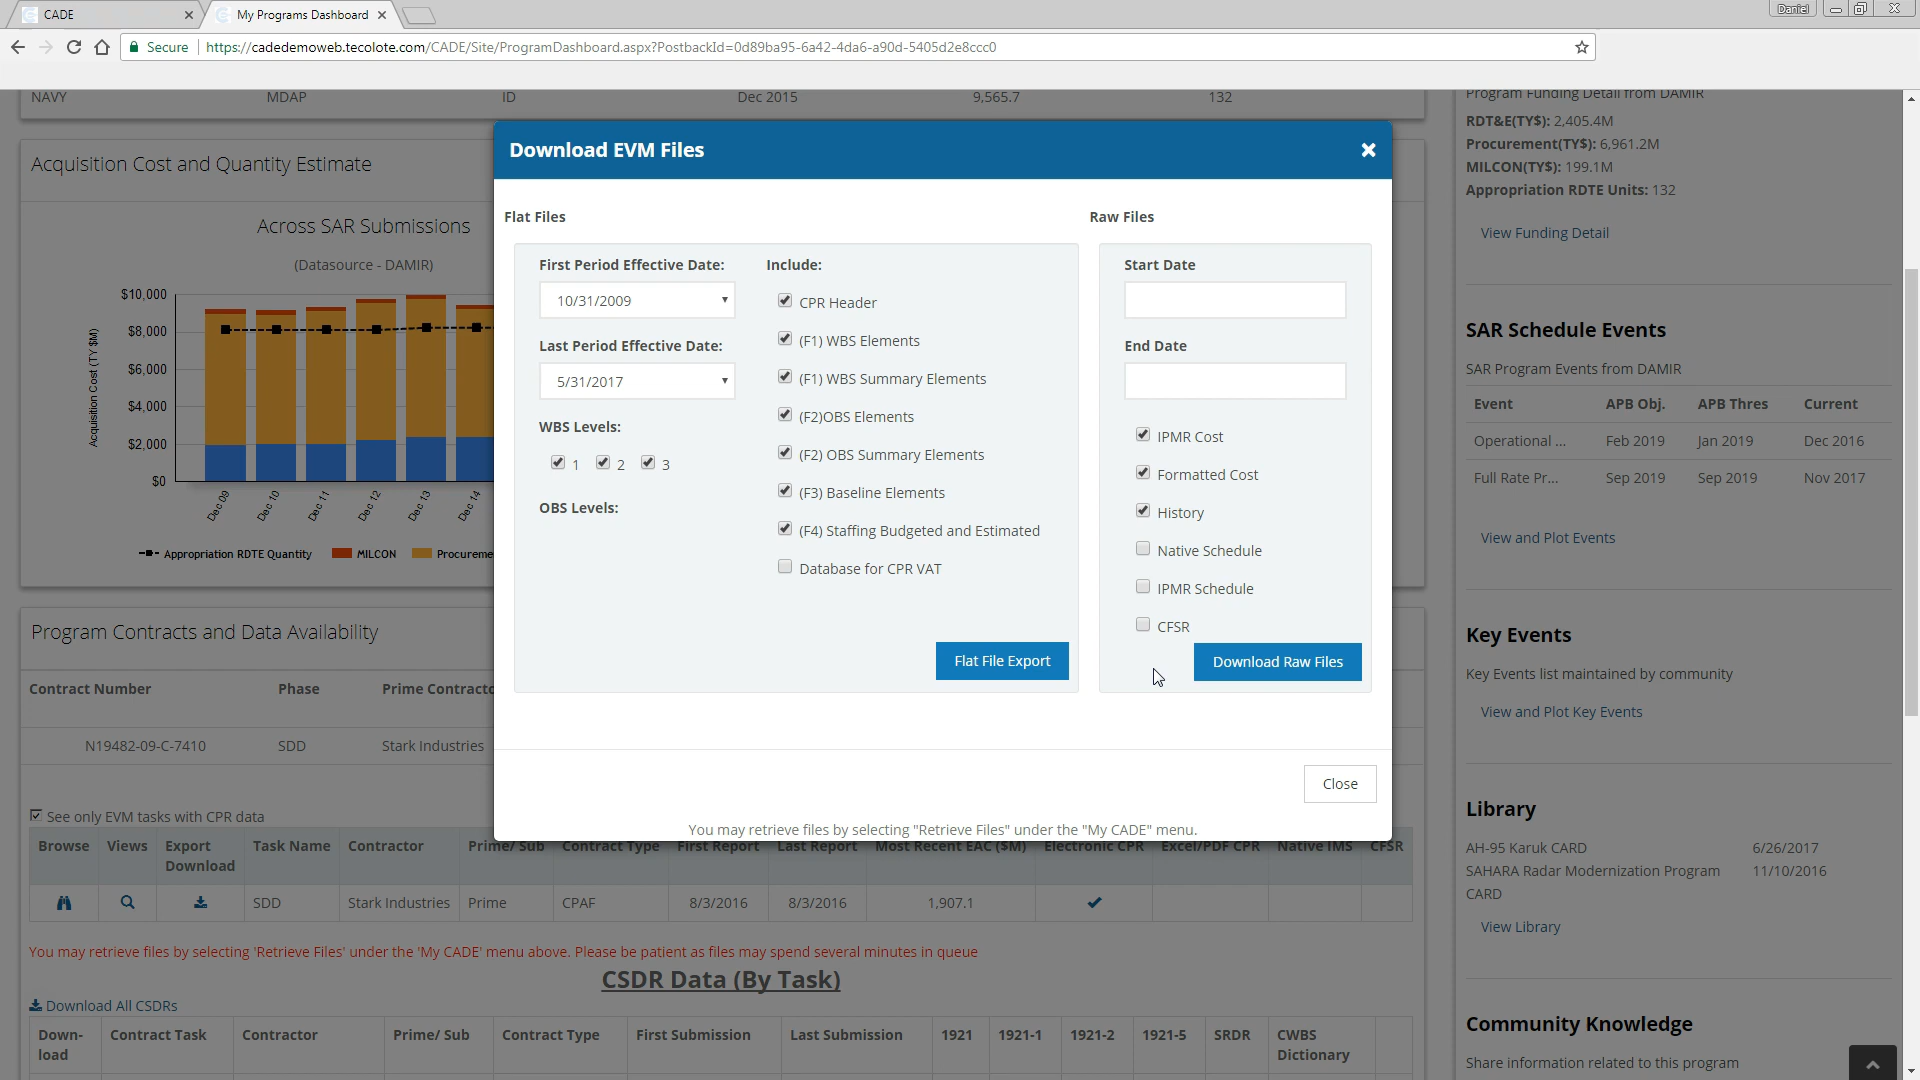 CADE
My Programs Dashboard
Daniel
Secure
https://cadedemoweb.tecolote.com/CADE/Site/ProgramDashboard.aspx?PostbackId=0d89ba95-6a42-4da6-a90d-5405d2e8ccc0
NAVY MDAP ID Dec 2015 9,565.7 132
Acquisition Cost and Quantity Estimate
Across SAR Submissions
(Datasource - DAMIR)
Acquisition Cost (TY $M)
$10,000
$8,000
$6,000
$4,000
$2,000
$0
Dec 09 Dec 10 Dec 11 Dec 12 Dec 13 Dec 14
Appropriation RDTE Quantity MILCON Procureme
Program Contracts and Data Availability
Contract Number Phase Prime Contracto
N19482-09-C-7410 SDD Stark Industries
Download EVM Files
Flat Files
First Period Effective Date:
10/31/2009
Last Period Effective Date:
5/31/2017
WBS Levels:
1 2 3
OBS Levels:
Include:
CPR Header
(F1) WBS Elements
(F1) WBS Summary Elements
(F2)OBS Elements
(F2) OBS Summary Elements
(F3) Baseline Elements
(F4) Staffing Budgeted and Estimated
Database for CPR VAT
Flat File Export
Raw Files
Start Date
End Date
IPMR Cost
Formatted Cost
History
Native Schedule
IPMR Schedule
CFSR
Download Raw Files
Close
You may retrieve files by selecting "Retrieve Files" under the "My CADE" menu.
See only EVM tasks with CPR data
Browse Views Export Download Task Name Contractor Prime/ Sub Contract Type First Report Last Report Most Recent EAC ($M) Electronic CPR Excel/PDF CPR Native IMS CFSR
SDD Stark Industries Prime CPAF 8/3/2016 8/3/2016 1,907.1
You may retrieve files by selecting 'Retrieve Files' under the 'My CADE' menu above. Please be patient as files may spend several minutes in queue
CSDR Data (By Task)
Download All CSDRs
Down-load Contract Task Contractor Prime/ Sub Contract Type First Submission Last Submission 1921 1921-1 1921-2 1921-5 SRDR CWBS Dictionary
Program Funding Detail from DAMIR
RDT&E(TY$): 2,405.4M
Procurement(TY$): 6,961.2M
MILCON(TY$): 199.1M
Appropriation RDTE Units: 132
View Funding Detail
SAR Schedule Events
SAR Program Events from DAMIR
Event APB Obj. APB Thres Current
Operational ... Feb 2019 Jan 2019 Dec 2016
Full Rate Pr... Sep 2019 Sep 2019 Nov 2017
View and Plot Events
Key Events
Key Events list maintained by community
View and Plot Key Events
Library
AH-95 Karuk CARD 6/26/2017
SAHARA Radar Modernization Program 11/10/2016
CARD
View Library
Community Knowledge
Share information related to this program